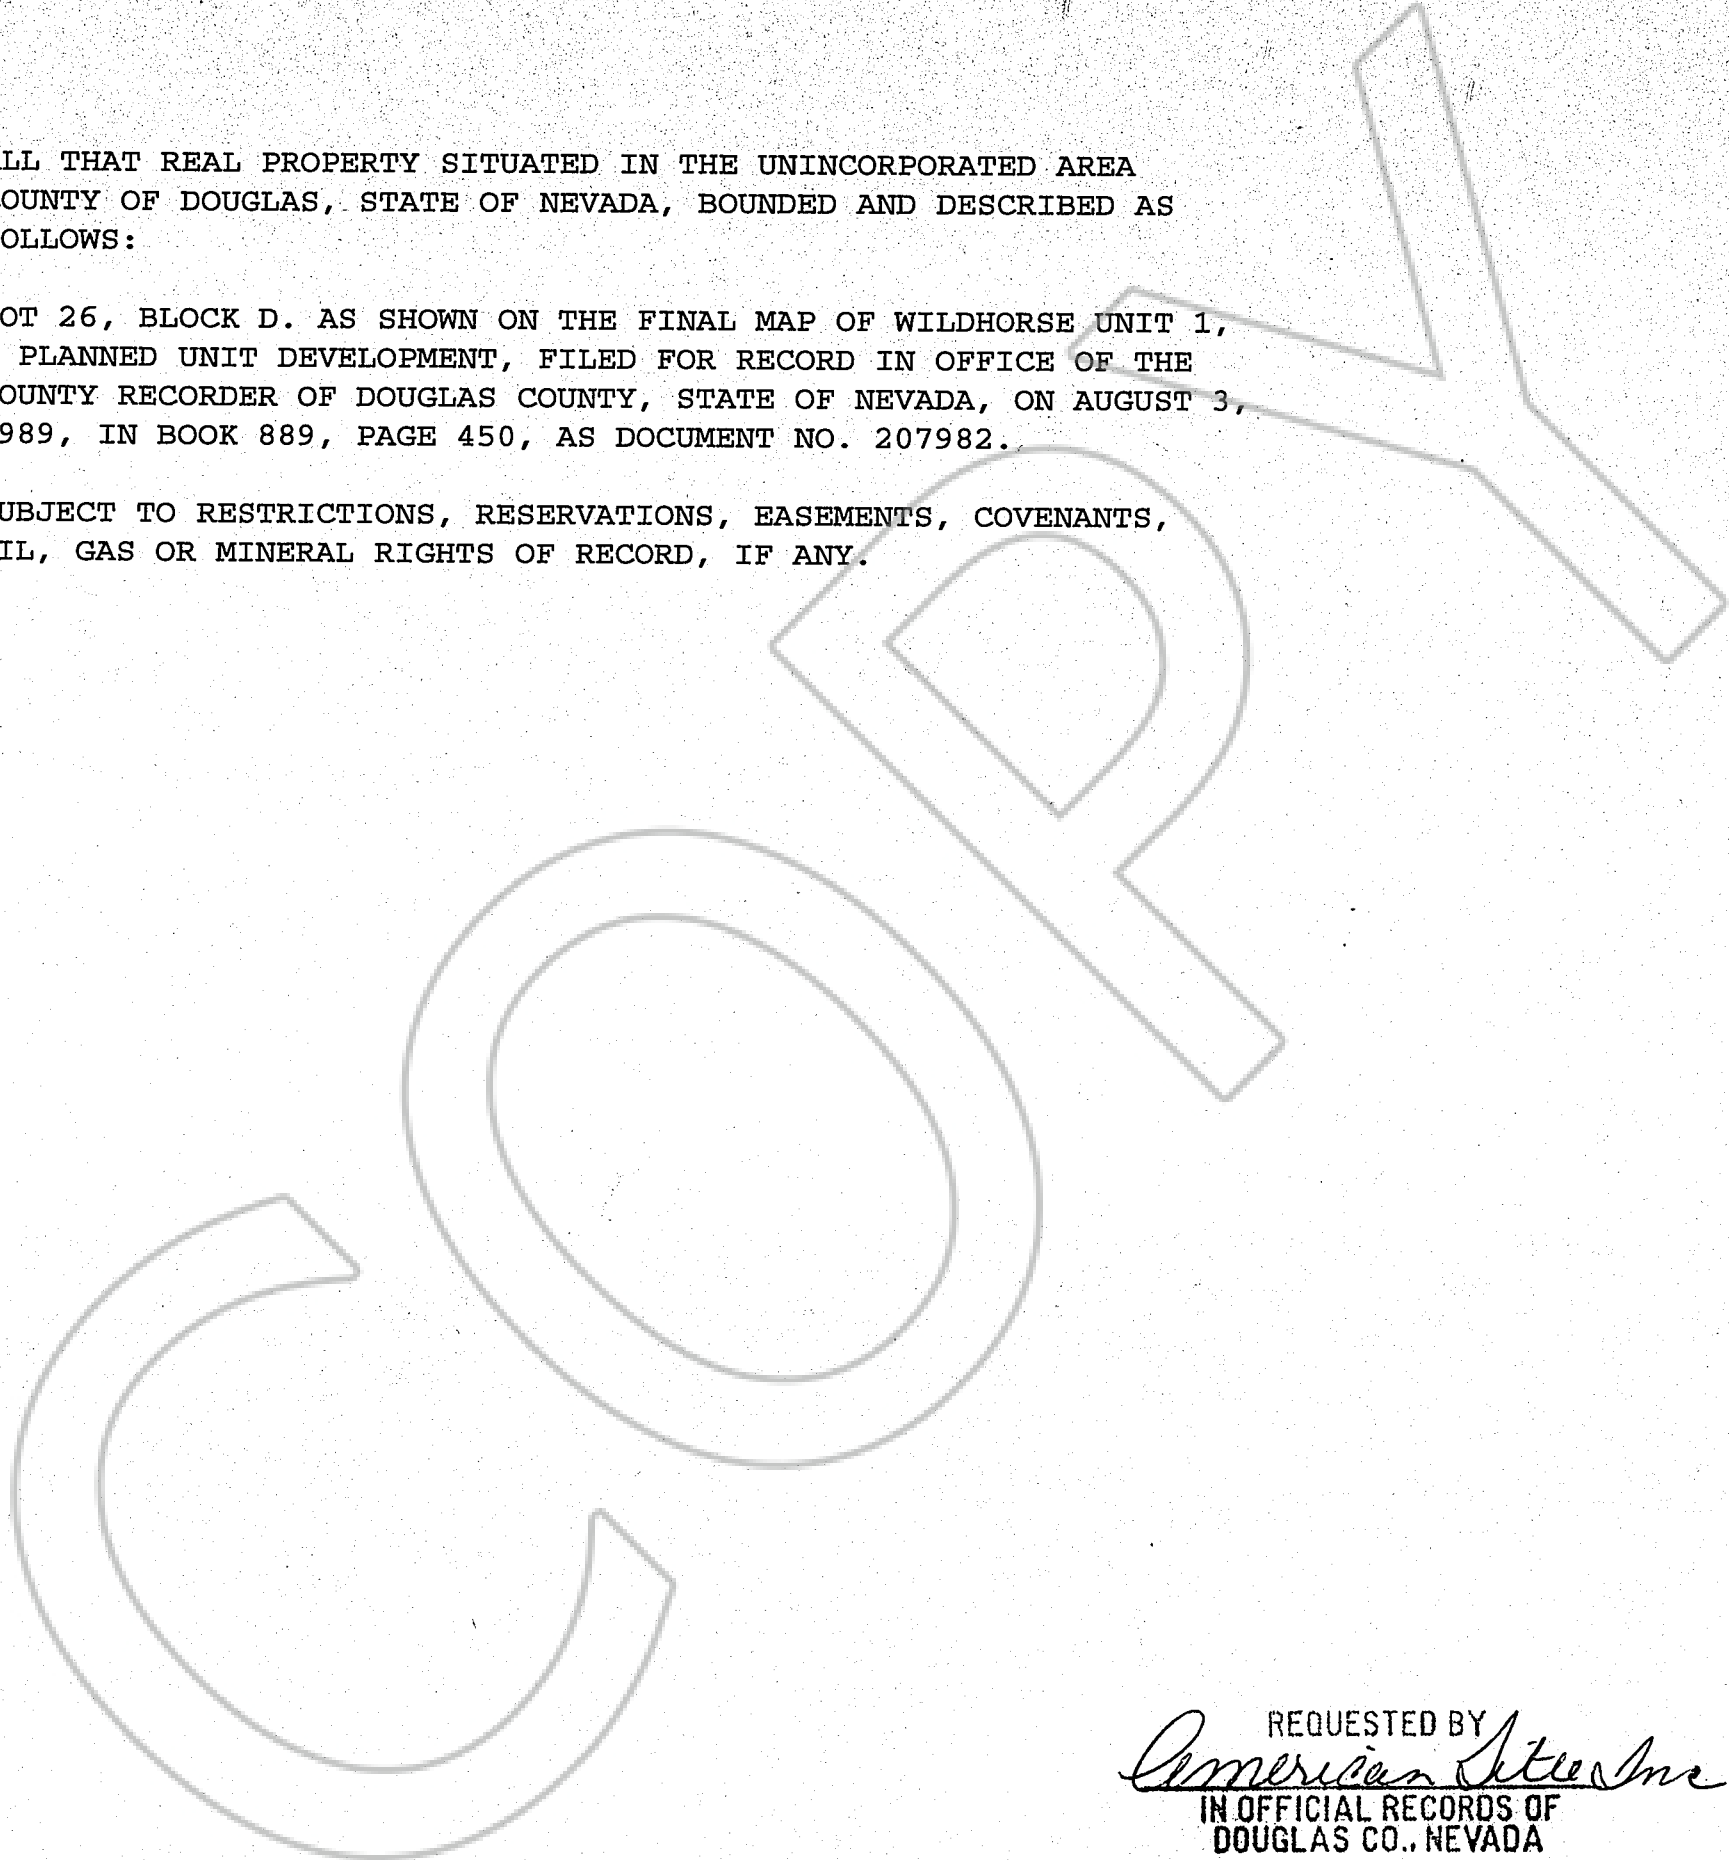 LL THAT REAL PROPERTY SITUATED IN THE UNINCORPORATED AREA
OUNTY OF DOUGLAS, STATE OF NEVADA, BOUNDED AND DESCRIBED AS
OLLOWS:
OT 26, BLOCK D. AS SHOWN ON THE FINAL MAP OF WILDHORSE UNIT 1,
PLANNED UNIT DEVELOPMENT, FILED FOR RECORD IN OFFICE OF THE
OUNTY RECORDER OF DOUGLAS COUNTY, STATE OF NEVADA, ON AUGUST 3,
989, IN BOOK 889, PAGE 450, AS DOCUMENT NO. 207982.
UBJECT TO RESTRICTIONS, RESERVATIONS, EASEMENTS, COVENANTS,
IL, GAS OR MINERAL RIGHTS OF RECORD, IF ANY.
COPY
REQUESTED BY
American Title Inc
IN OFFICIAL RECORDS OF
DOUGLAS CO., NEVADA